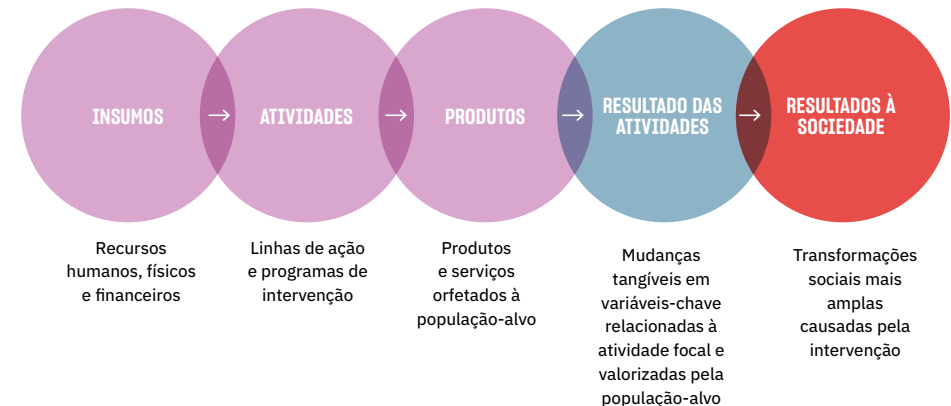 INSUMOS
ATIVIDADES
PRODUTOS
RESULTADO DAS
ATIVIDADES
RESULTADOS À
SOCIEDADE
Recursos
humanos, físicos
e financeiros
Linhas de ação
e programas de
intervenção
Produtos
e serviços
orfetados à
população-alvo
Mudanças
tangíveis em
variáveis-chave
relacionadas à
atividade focal e
valorizadas pela
população-alvo
Transformações
sociais mais
amplas
causadas pela
intervenção